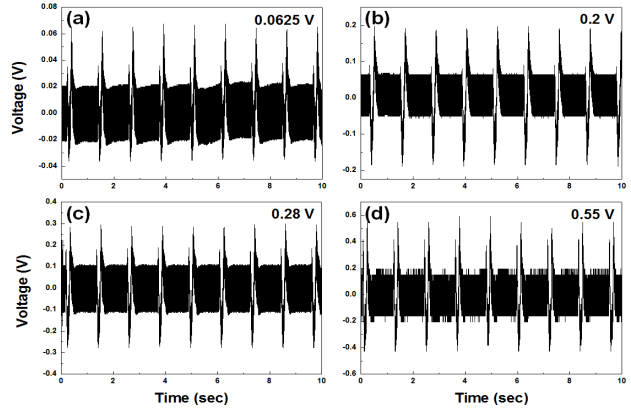 (a) 0.0625 V
0.08
0.06
0.04
0.02
0.00
-0.02
-0.04
0 2 4 6 8 10
Voltage (V)
(b) 0.2 V
0.2
0.1
0.0
-0.1
-0.2
0 2 4 6 8 10
(c) 0.28 V
0.4
0.3
0.2
0.1
0.0
-0.1
-0.2
-0.3
-0.4
0 2 4 6 8 10
Voltage (V)
Time (sec)
(d) 0.55 V
0.6
0.4
0.2
0.0
-0.2
-0.4
-0.6
0 2 4 6 8 10
Time (sec)